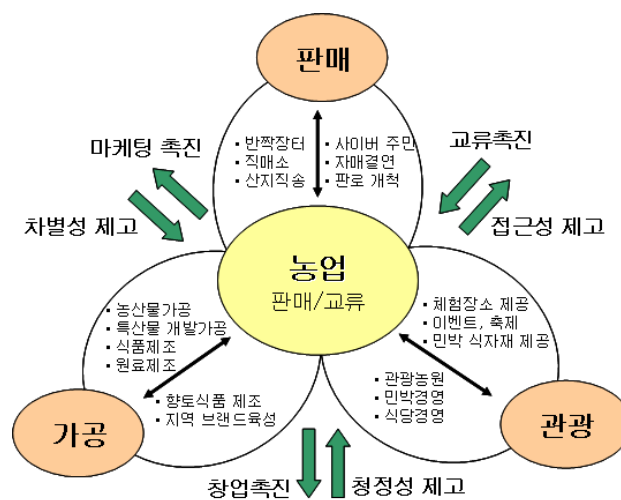 판매
• 반짝장터
• 직매소
• 산지직송
• 사이버 주민
• 자매결연
• 판로 개척
마케팅 촉진
차별성 제고
교류촉진
접근성 제고
농업
판매/교류
• 농산물가공
• 특산물 개발가공
• 식품제조
• 원료제조
• 향토식품 제조
• 지역 브랜드육성
• 체험장소 제공
• 이벤트, 축제
• 민박 식자재 제공
• 관광농원
• 민박경영
• 식당경영
가공
관광
창업촉진
청정성 제고